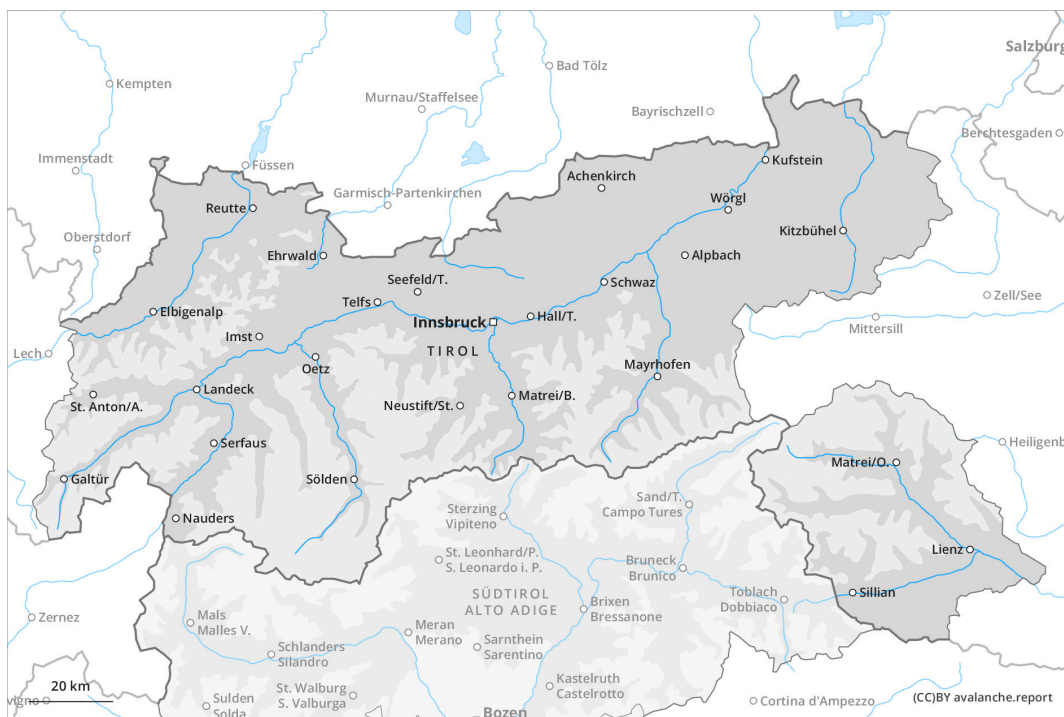 Salzburg
Bad Tölz
Kempten
Murnau/Staffelsee
Bayrischzell
Berchtesgaden
Immenstadt
Füssen
Kufstein
Achenkirch
Garmisch-Partenkirchen
Reutte
Wörgl
Kitzbühel
Oberstdorf
Ehrwald
Alpbach
Seefeld/T.
Schwaz
Zell/See
Telfs
Elbigenalp
Hall/T.
Innsbruck
Mittersill
Imst
TIROL
Lech
Oetz
Mayrhofen
Landeck
St. Anton/A.
Neustift/St.
Matrei/B.
Serfaus
Heiligenb
Matrei/O.
Galtür
Sölden
Sand/T.
Campo Tures
Sterzing
Vipiteno
Nauders
Lienz
St. Leonhard/P.
S. Leonardo i. P.
Bruneck
Brunico
SÜDTIROL
ALTO ADIGE
Toblach
Dobbiaco
Sillian
Brixen
Bressanone
Zernez
Mals
Malles V.
Meran
Merano
Sarnthein
Sarentino
Schlanders
Silandro
Kastelruth
Castelrotto
20 km
vigno
St. Walburg
S. Valburga
Sulden
Solda
Cortina d'Ampezzo
(CC)BY avalanche.report
Bozen